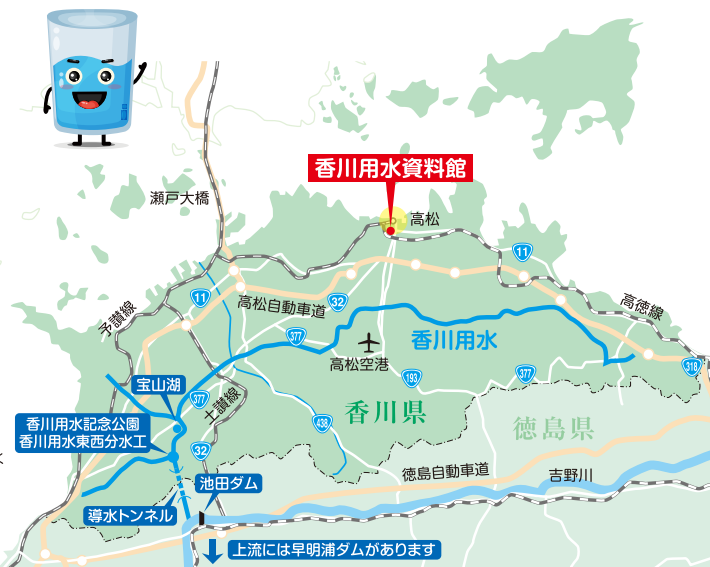 香川用水資料館
瀬戸大橋
高松
11
11
予讃線
高松自動車道
32
高徳線
377
香川用水
高松空港
318
宝山湖
193
377
377
土讃線
香川県
香川用水記念公園
香川用水東西分水工
438
徳島県
32
徳島自動車道
吉野川
池田ダム
導水トンネル
上流には早明浦ダムがあります